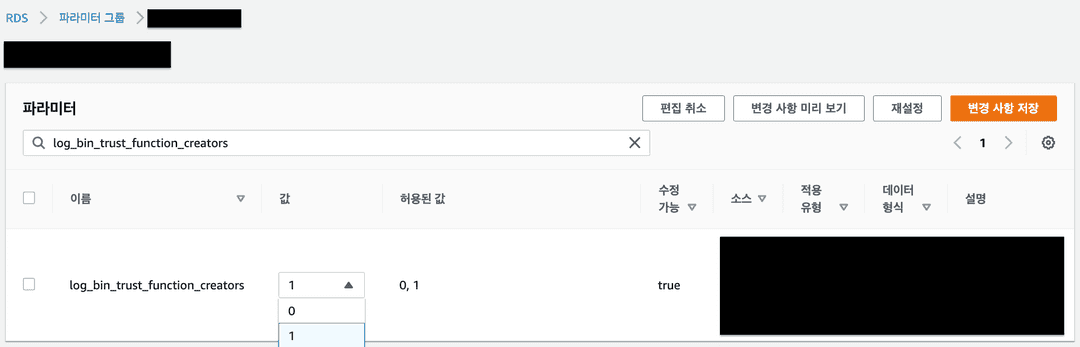 RDS > 파라미터 그룹 >
파라미터
편집 취소 변경 사항 미리 보기 재설정 변경 사항 저장
log_bin_trust_function_creators
1
이름 값 허용된 값 수정 가능 소스 적용 유형 데이터 형식 설명
log_bin_trust_function_creators 1 0, 1 true
0
1